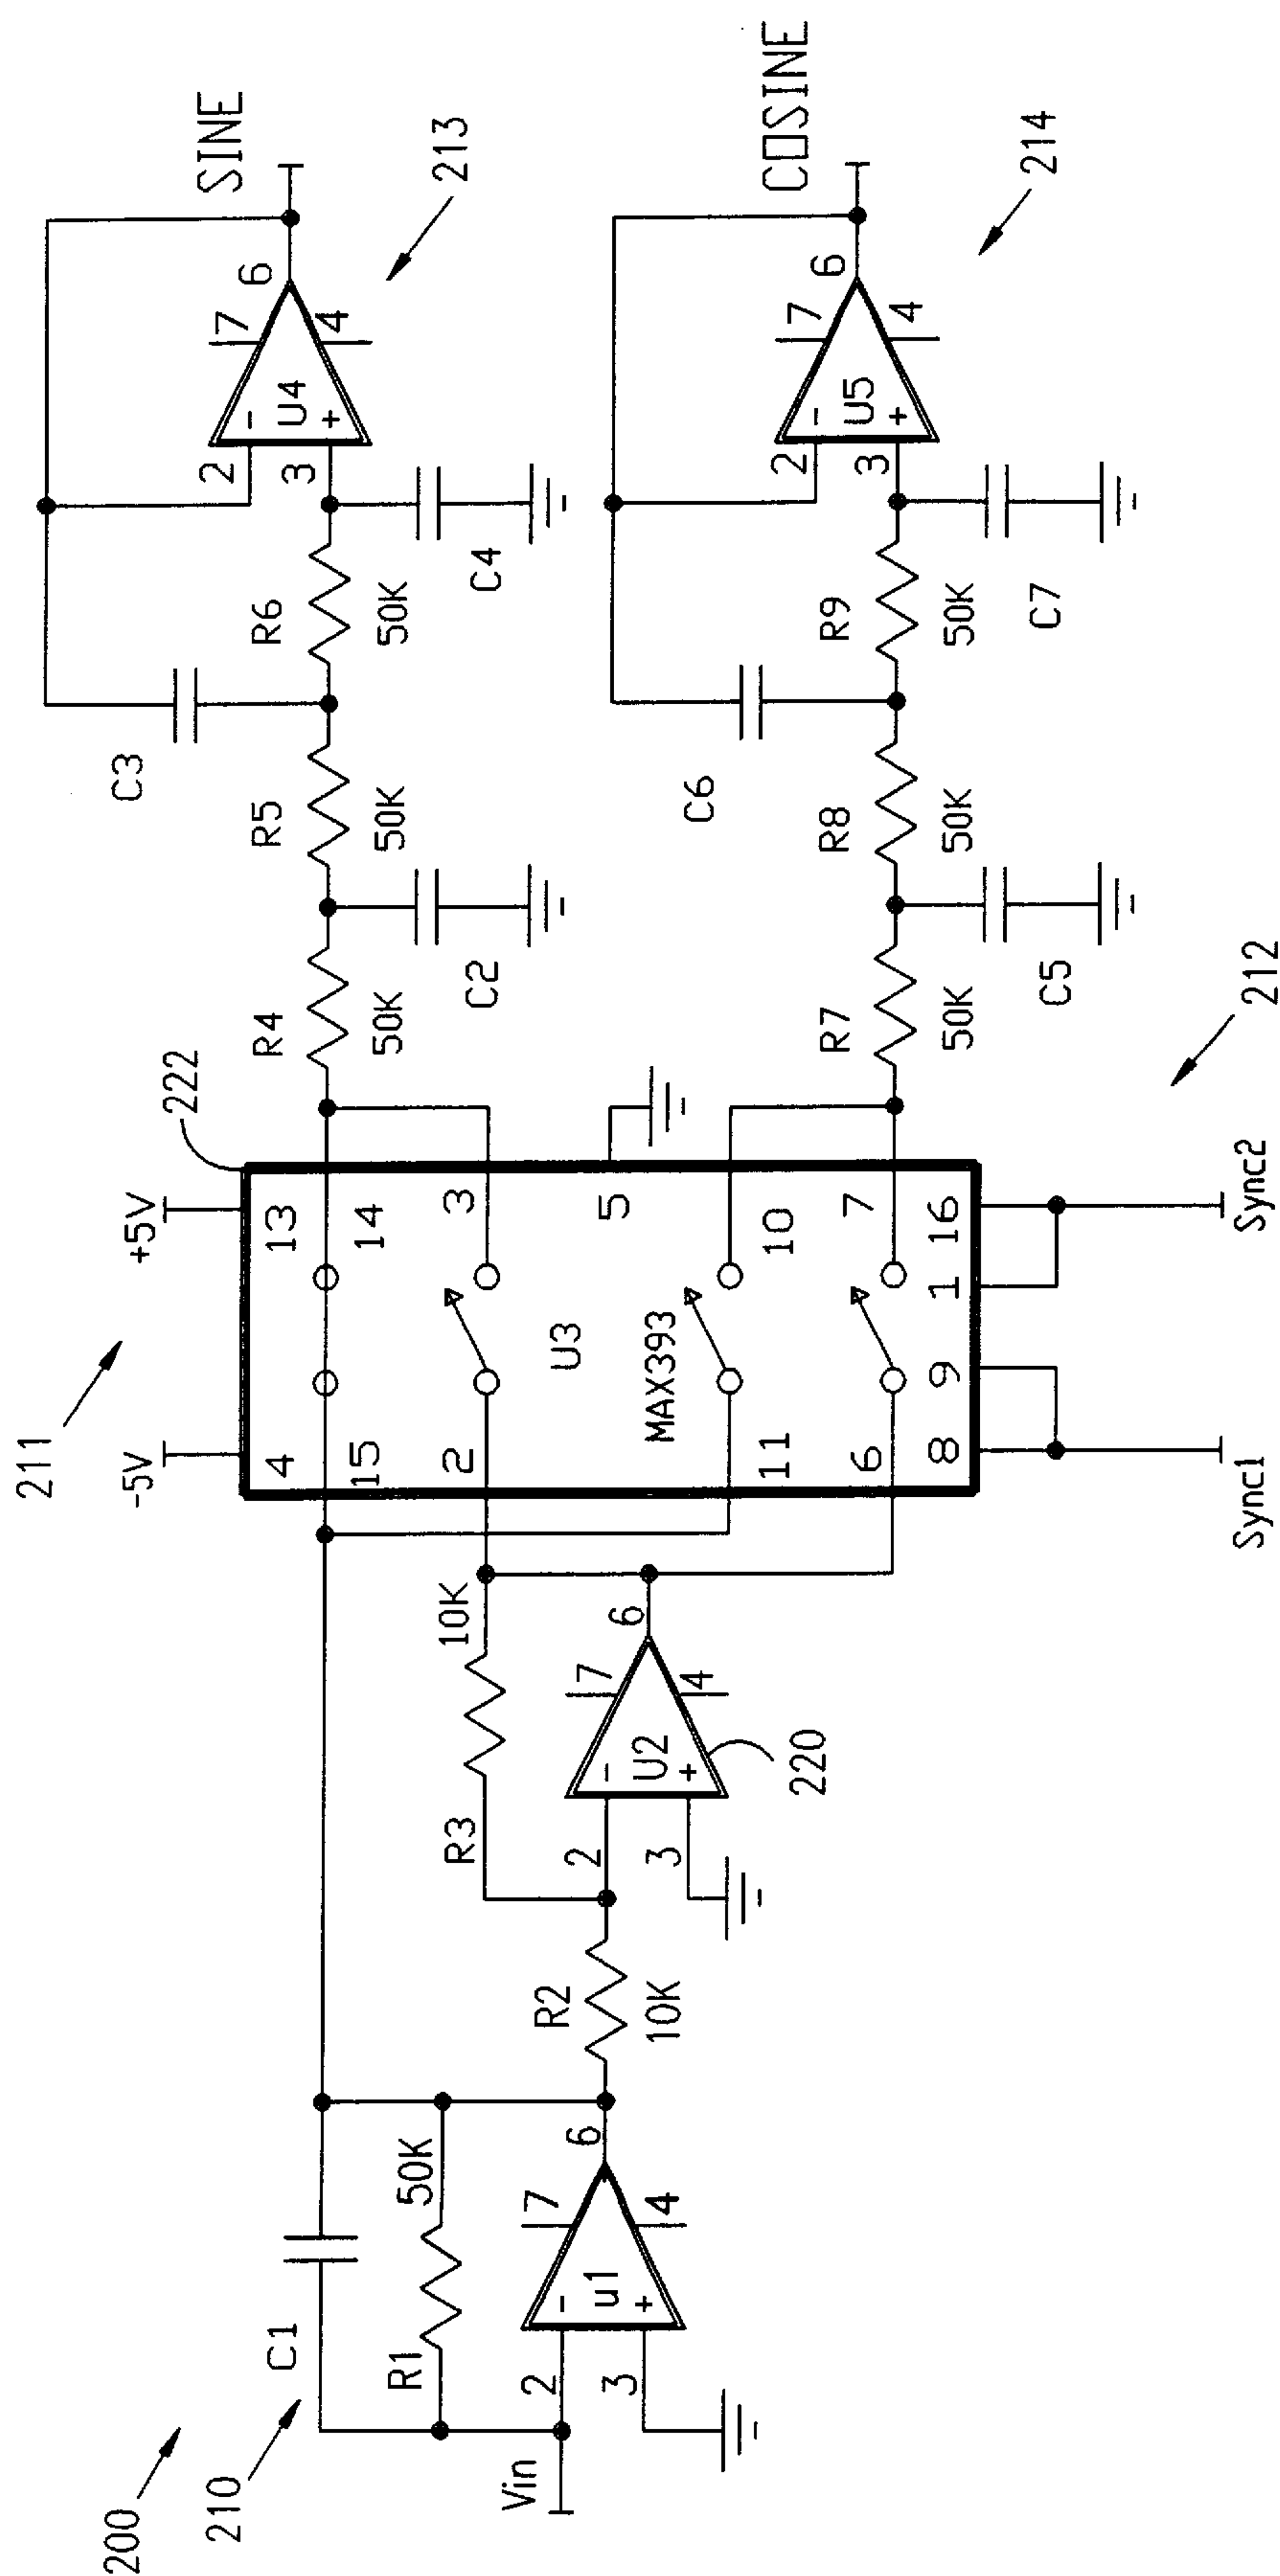 200
210
C1
R1
50K
Vin
2
3
-
u1
+
7
4
6
R2
10K
R3
10K
2
3
-
U2
+
7
4
6
220
211
-5V
+5V
222
4
13
15
14
2
3
U3
5
MAX393
11
10
6
7
8
9
1
16
Sync1
Sync2
212
R4
50K
C2
R5
50K
C3
R6
50K
C4
2
3
-
U4
+
7
4
6
SINE
213
R7
50K
C5
R8
50K
C6
R9
50K
C7
2
3
-
U5
+
7
4
6
COSINE
214